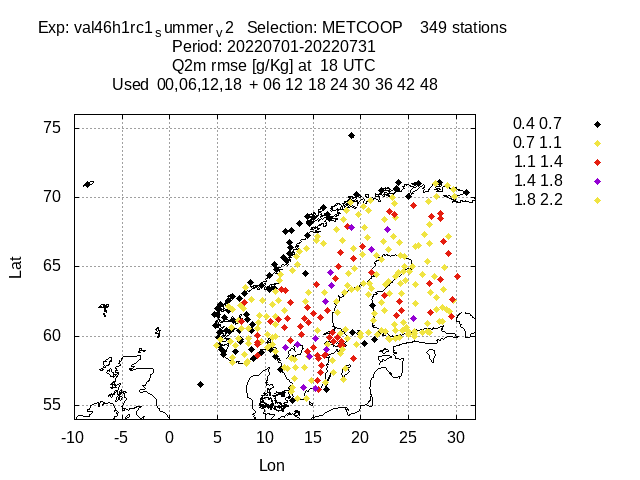 Exp: val46h1rc1ₛummerᵥ2 Selection: METCOOP 349 stations
Period: 20220701-20220731
Q2m rmse [g/Kg] at 18 UTC
Used 00,06,12,18 + 06 12 18 24 30 36 42 48
0.4 0.7
0.7 1.1
1.1 1.4
1.4 1.8
1.8 2.2
75
70
65
60
55
Lat
-10 -5 0 5 10 15 20 25 30
Lon